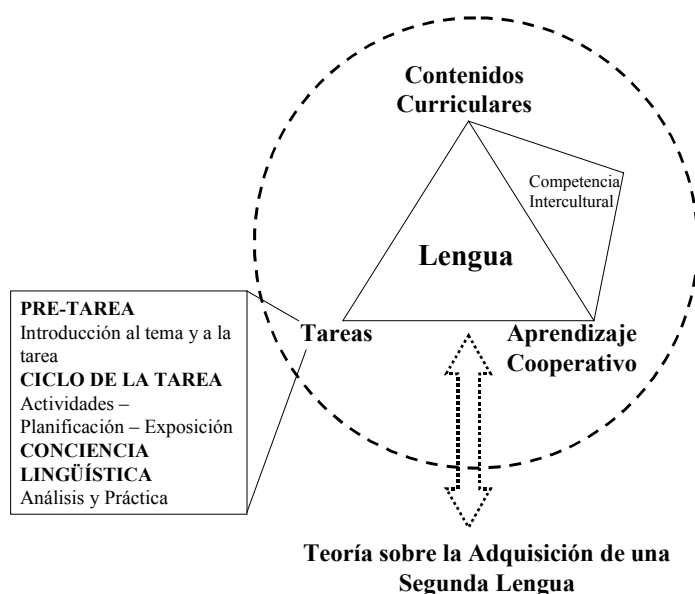 Contenidos
Curriculares
Competencia
Intercultural
Lengua
PRE-TAREA
Introducción al tema y a la
tarea
CICLO DE LA TAREA
Actividades –
Planificación – Exposición
CONCIENCIA
LINGÜÍSTICA
Análisis y Práctica
Tareas
Aprendizaje
Cooperativo
Teoría sobre la Adquisición de una
Segunda Lengua